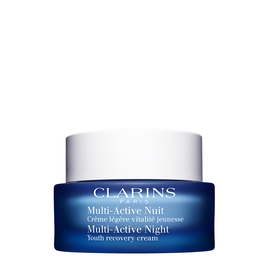 CLARINS
PARIS
Multi-Active Nuit
Crème légère vitalité jeunesse
Multi-Active Night
Youth recovery cream